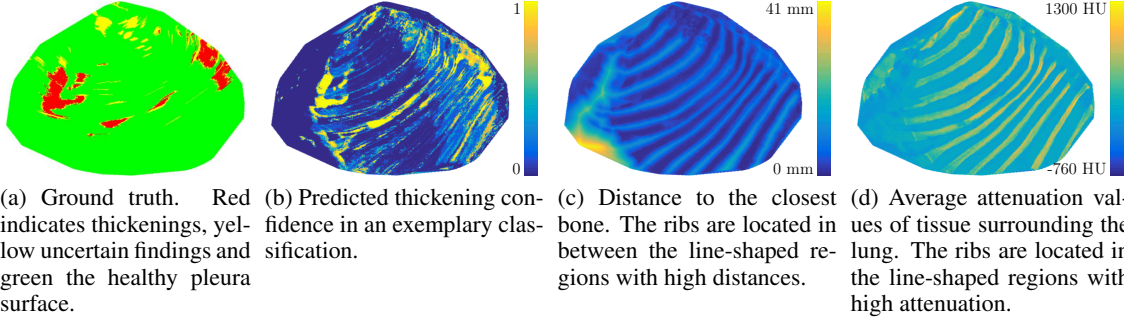 1
0
41 mm
0 mm
1300 HU
-760 HU
(a) Ground truth. Red
indicates thickenings, yel-
low uncertain findings and
green the healthy pleura
surface.
(b) Predicted thickening con-
fidence in an exemplary clas-
sification.
(c) Distance to the closest
bone. The ribs are located in
between the line-shaped re-
gions with high distances.
(d) Average attenuation val-
ues of tissue surrounding the
lung. The ribs are located in
the line-shaped regions with
high attenuation.